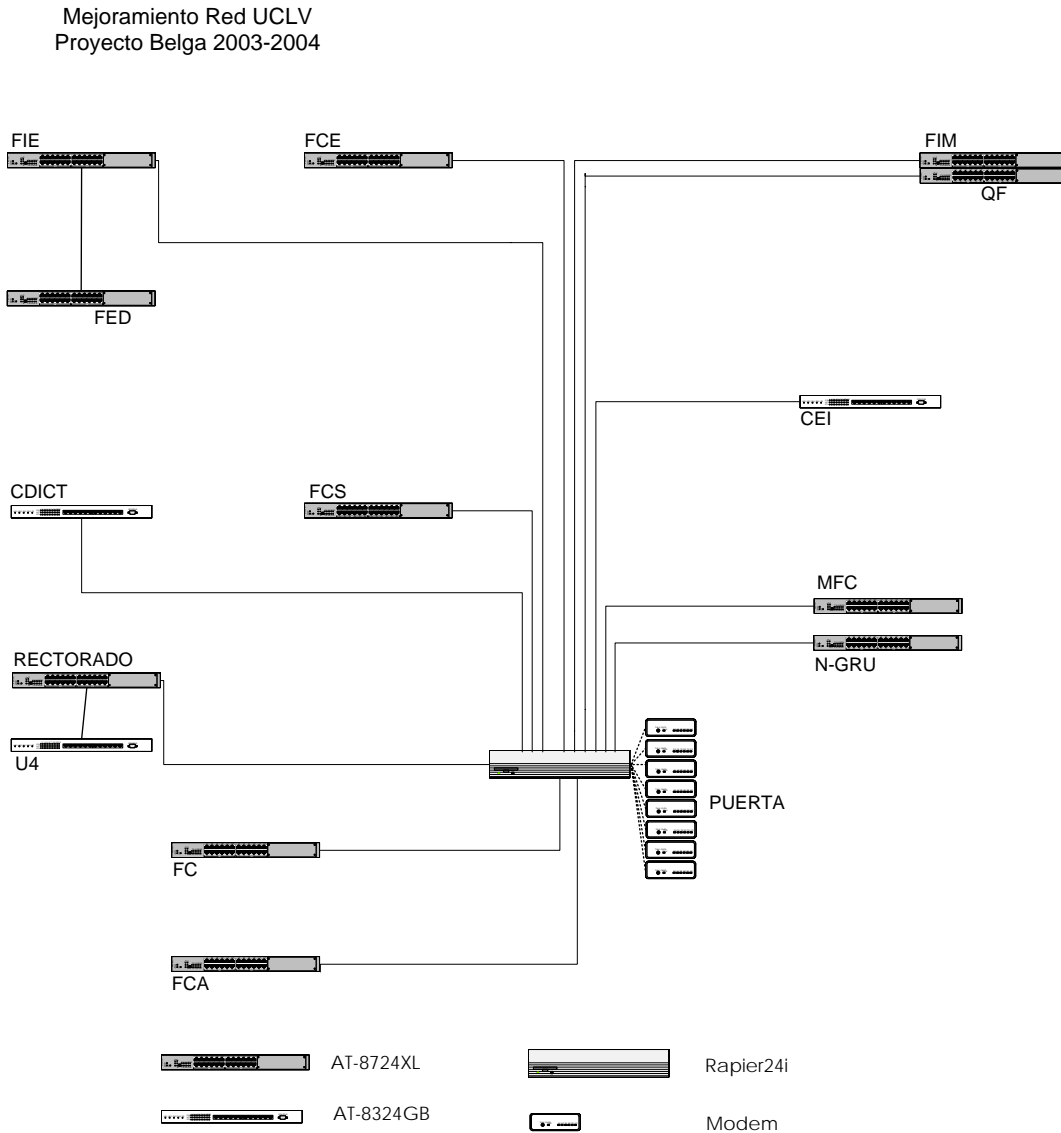 Mejoramiento Red UCLV
Proyecto Belga 2003-2004
FIE
FCE
FIM
QF
FED
CEI
CDICT
FCS
MFC
N-GRU
RECTORADO
U4
PUERTA
FC
FCA
AT-8724XL
Rapier24i
AT-8324GB
Modem